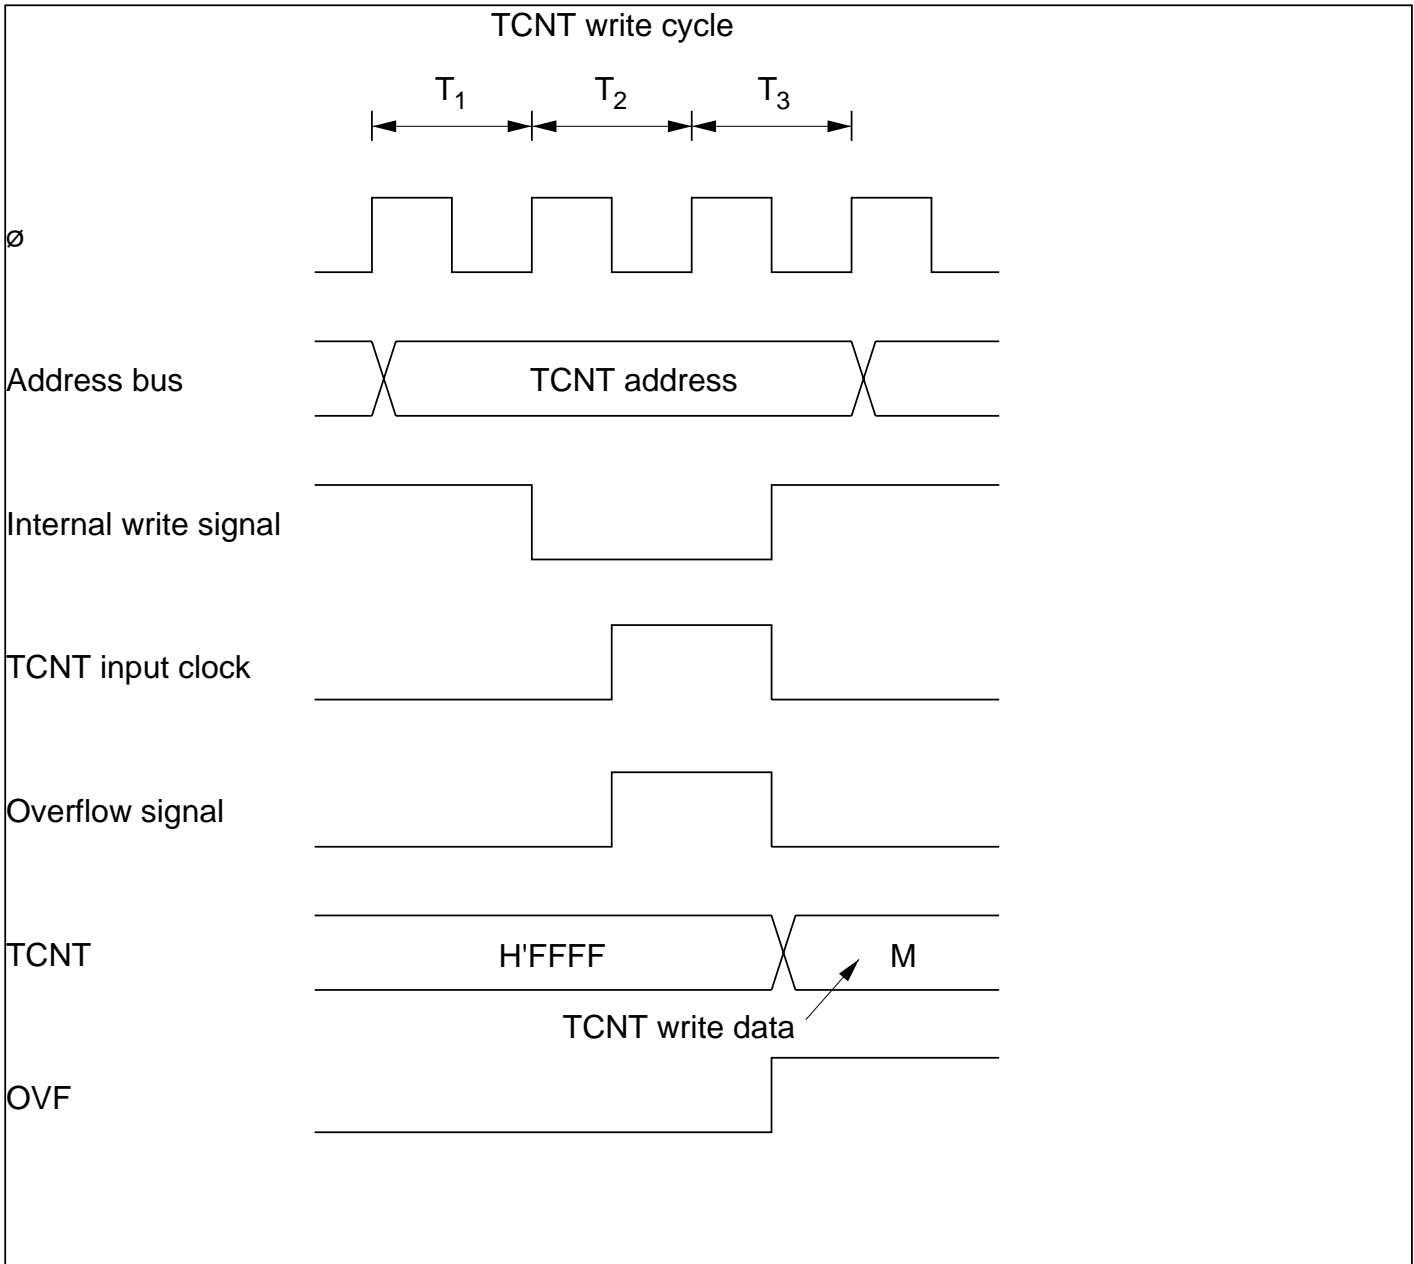 TCNT write cycle
T1 T2 T3
ø
Address bus TCNT address
Internal write signal
TCNT input clock
Overflow signal
TCNT H'FFFF M
TCNT write data
OVF